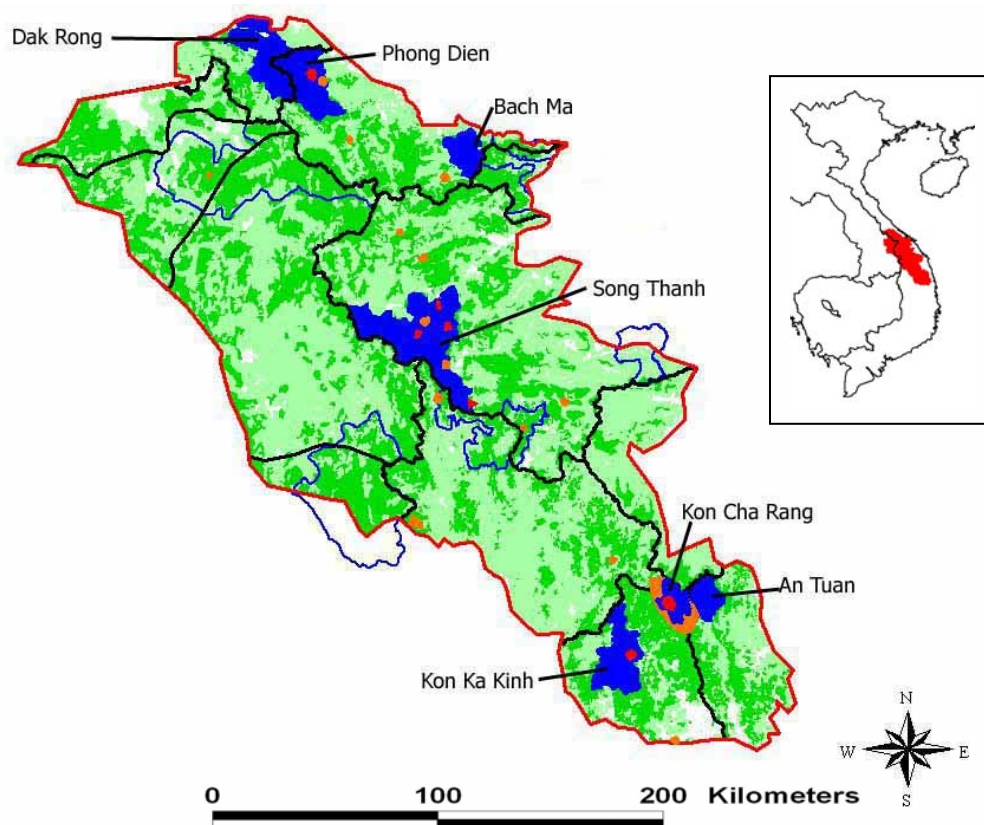 Dak Rong
Phong Dien
Bach Ma
Song Thanh
Kon Cha Rang
An Tuan
Kon Ka Kinh
N
W E
S
0 100 200 Kilometers